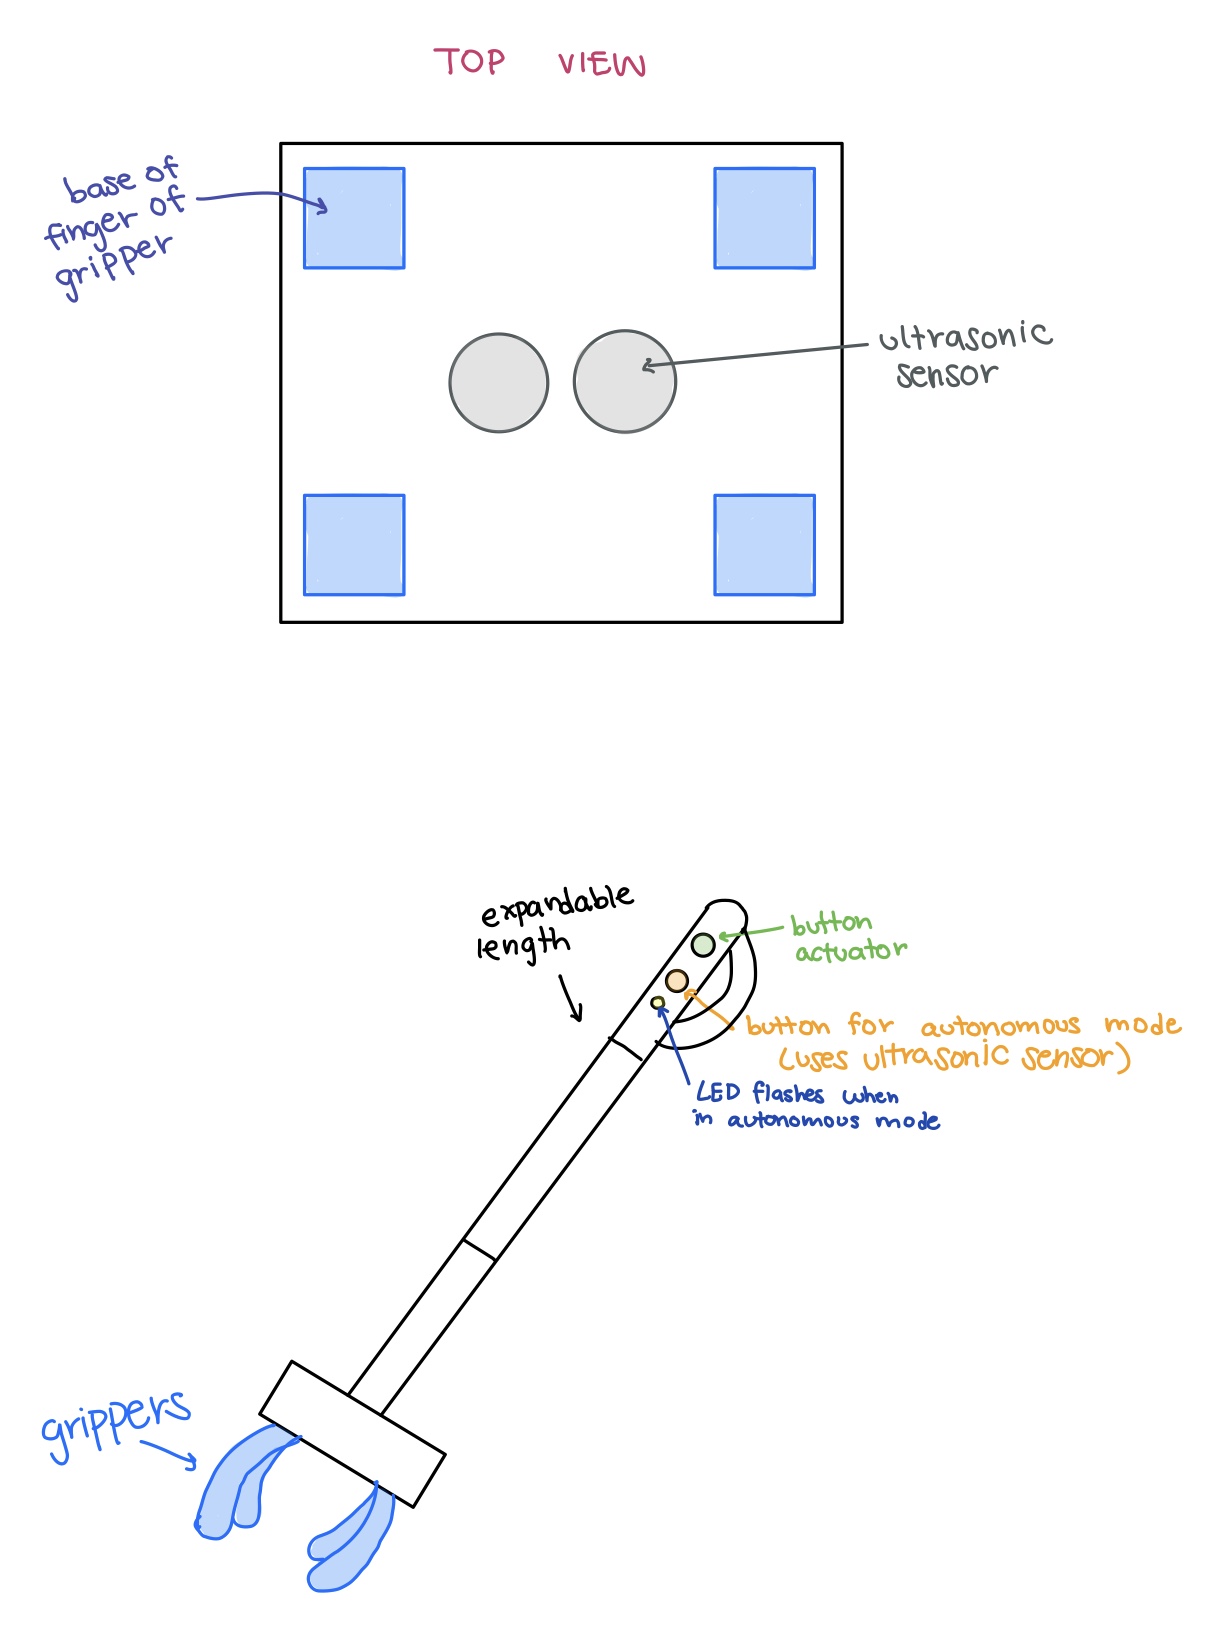 TOP VIEW
base of
finger of
gripper
ultrasonic
sensor
expandable
length
button
actuator
button for autonomous mode
(uses ultrasonic sensor)
LED flashes when
in autonomous mode
grippers